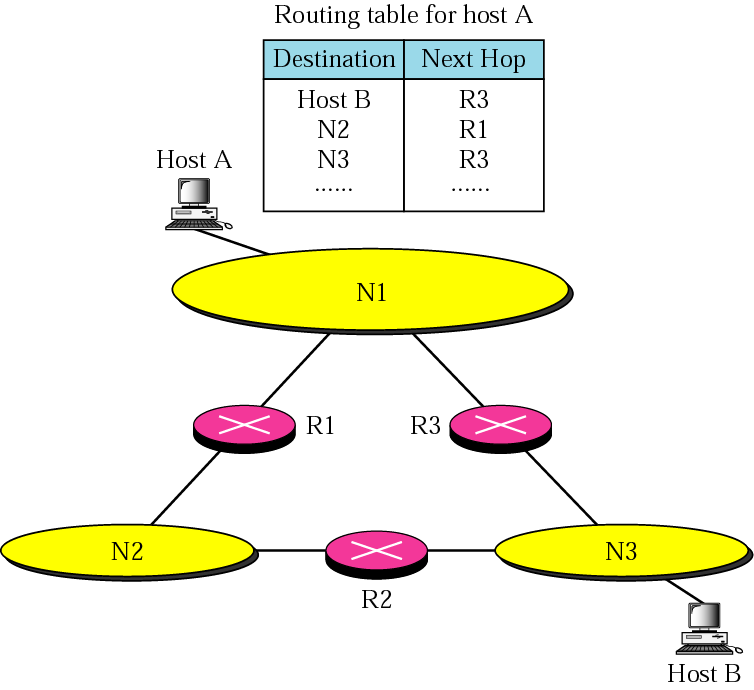 Routing table for host A
Destination Next Hop
Host B R3
N2 R1
N3 R3
...... ......
Host A
N1
R1 R3
N2 N3
R2
Host B